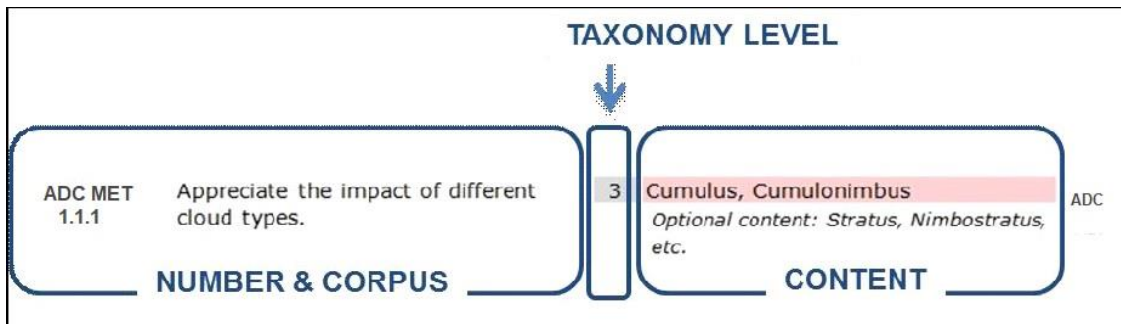 TAXONOMY LEVEL
ADC MET
1.1.1
Appreciate the impact of different
cloud types.
3
Cumulus, Cumulonimbus
Optional content: Stratus, Nimbostratus,
etc.
ADC
NUMBER & CORPUS
CONTENT